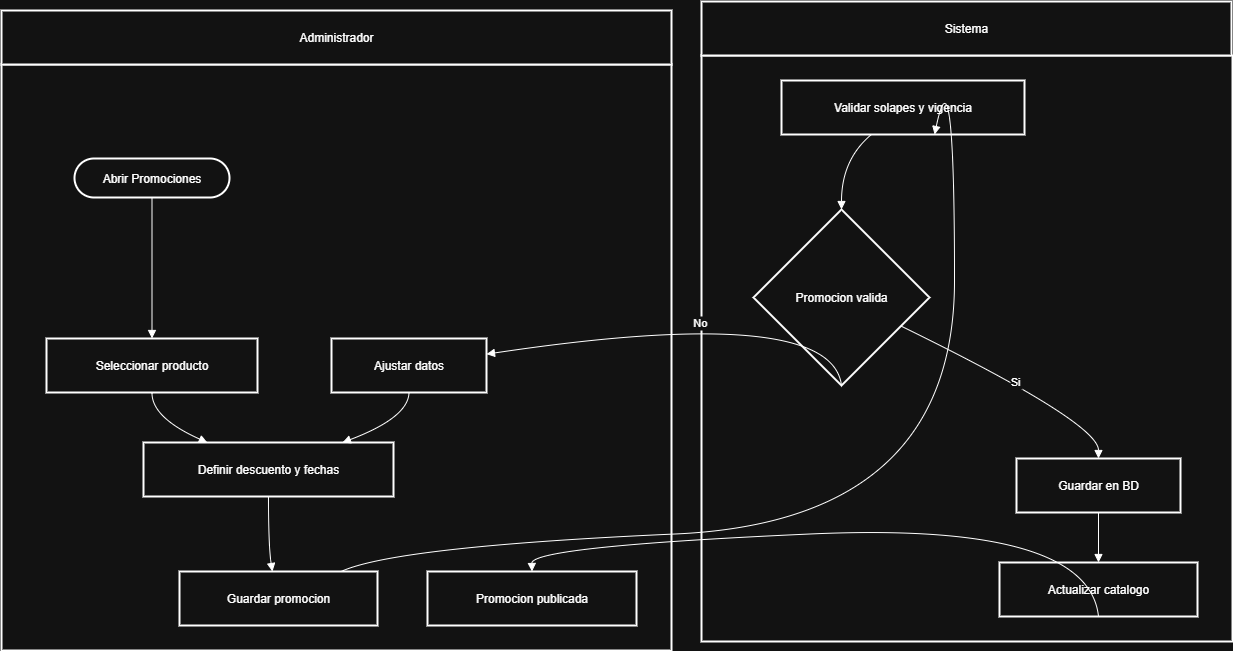 Administrador
Abrir Promociones
Seleccionar producto
Ajustar datos
Definir descuento y fechas
Guardar promocion
Promocion publicada
Sistema
Validar solapes y vigencia
Promocion valida
No
Si
Guardar en BD
Actualizar catalogo